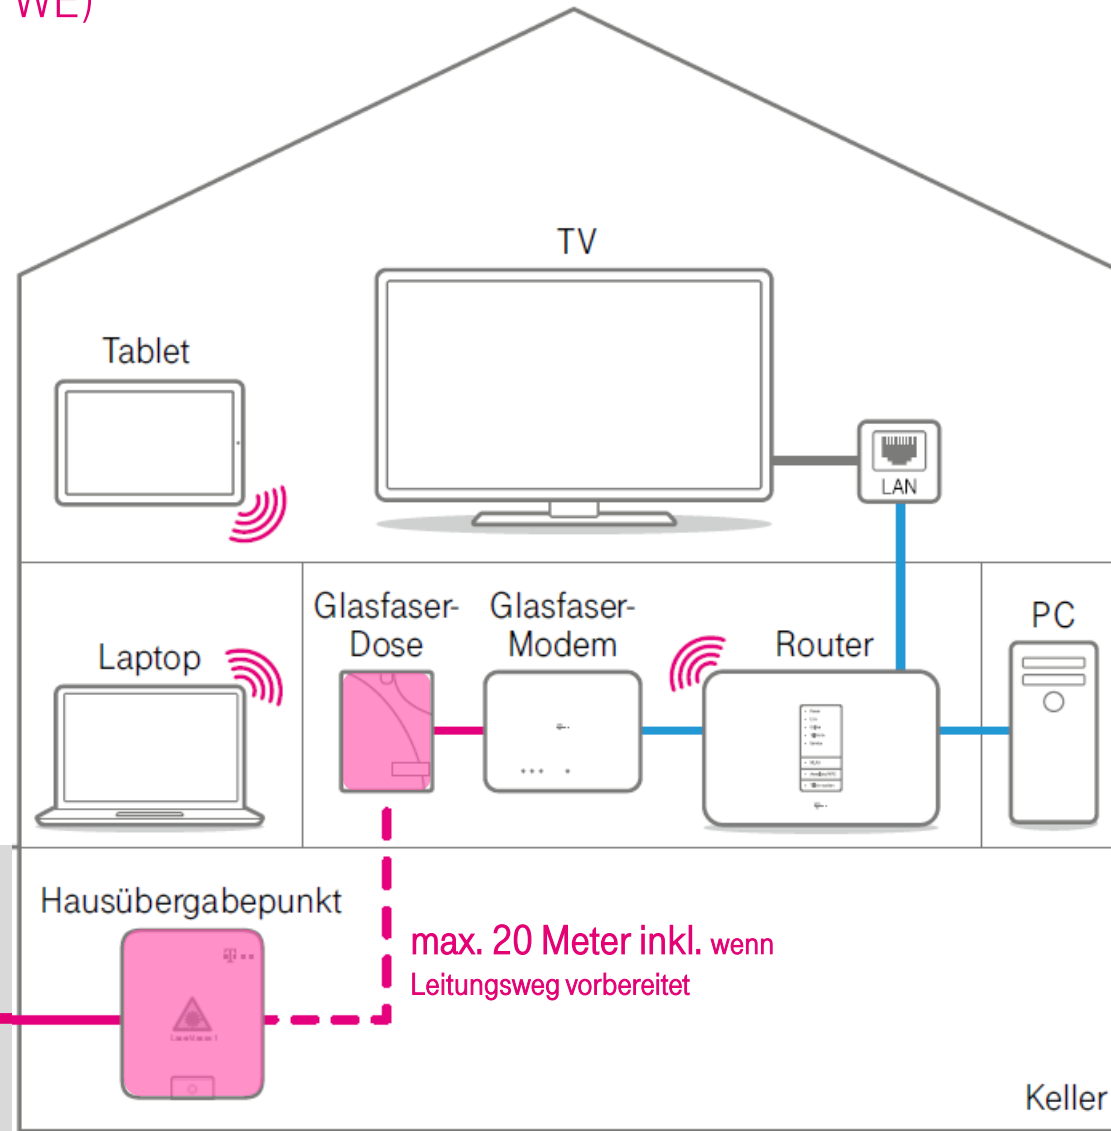 WE)
TV
Tablet
LAN
Glasfaser-
Dose
Glasfaser-
Modem
Router
PC
Laptop
Hausübergabepunkt
max. 20 Meter inkl. wenn
Leitungsweg vorbereitet
Keller